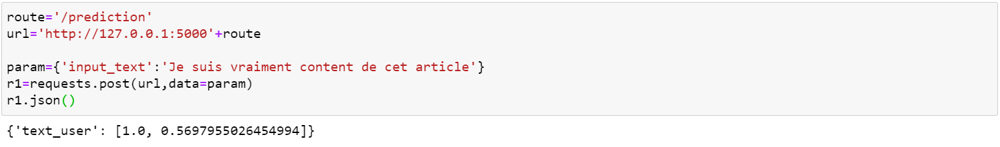 route='/prediction'
url='http://127.0.0.1:5000'+route
param={'input_text':'Je suis vraiment content de cet article'}
r1=requests.post(url,data=param)
r1.json()
{'text_user': [1.0, 0.5697955026454994]}